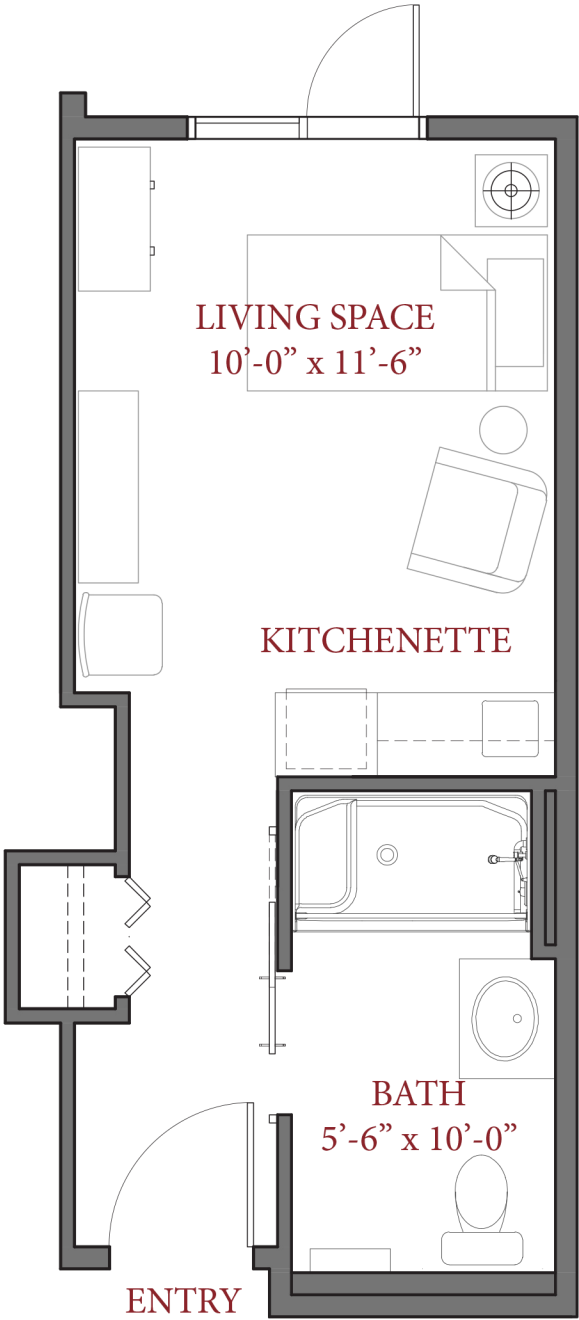 LIVING SPACE
10’-0” x 11’-6”
KITCHENETTE
BATH
5’-6” x 10’-0”
ENTRY